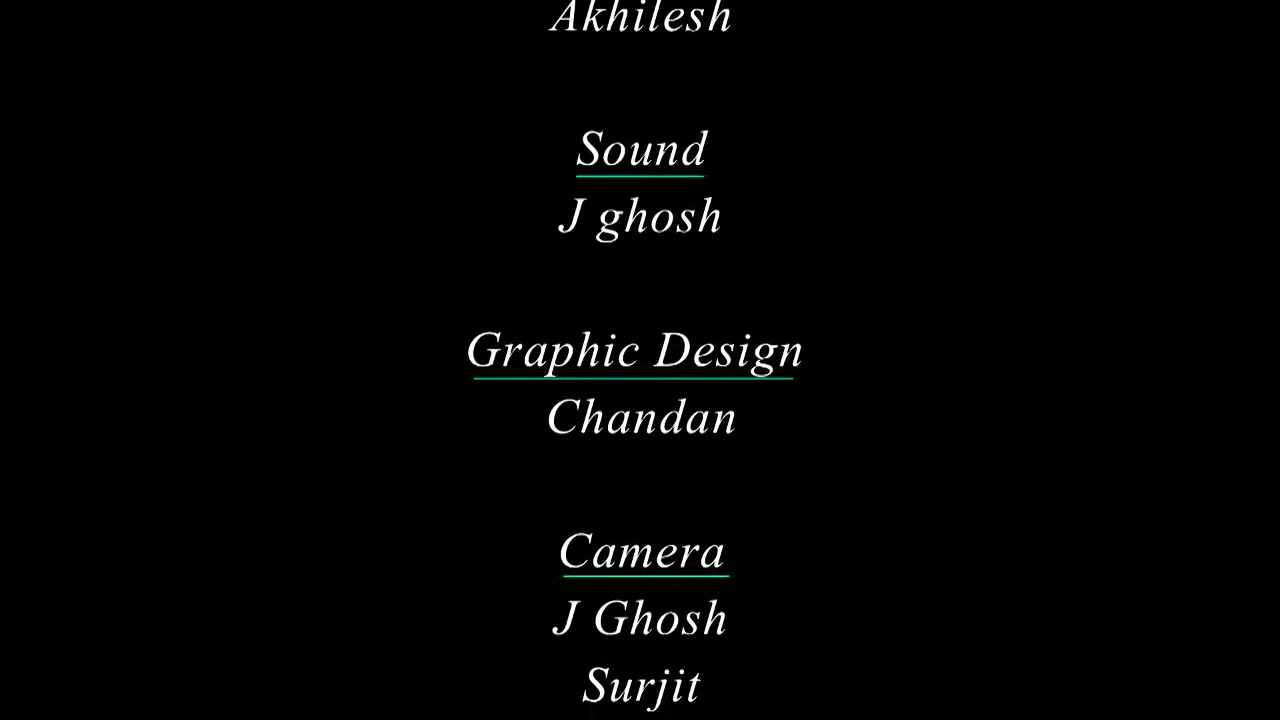 Akhilesh
Sound
J ghosh
Graphic Design
Chandan
Camera
J Ghosh
Surjit